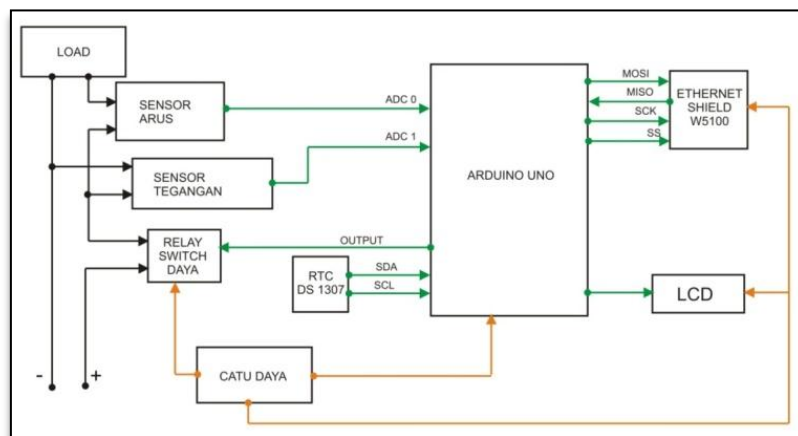 LOAD
SENSOR
ARUS
ADC 0
SENSOR
TEGANGAN
ADC 1
RELAY
SWITCH
DAYA
OUTPUT
RTC
DS 1307
SDA
SCL
ARDUINO UNO
MOSI
MISO
SCK
SS
ETHERNET
SHIELD
W5100
LCD
CATU DAYA
- +